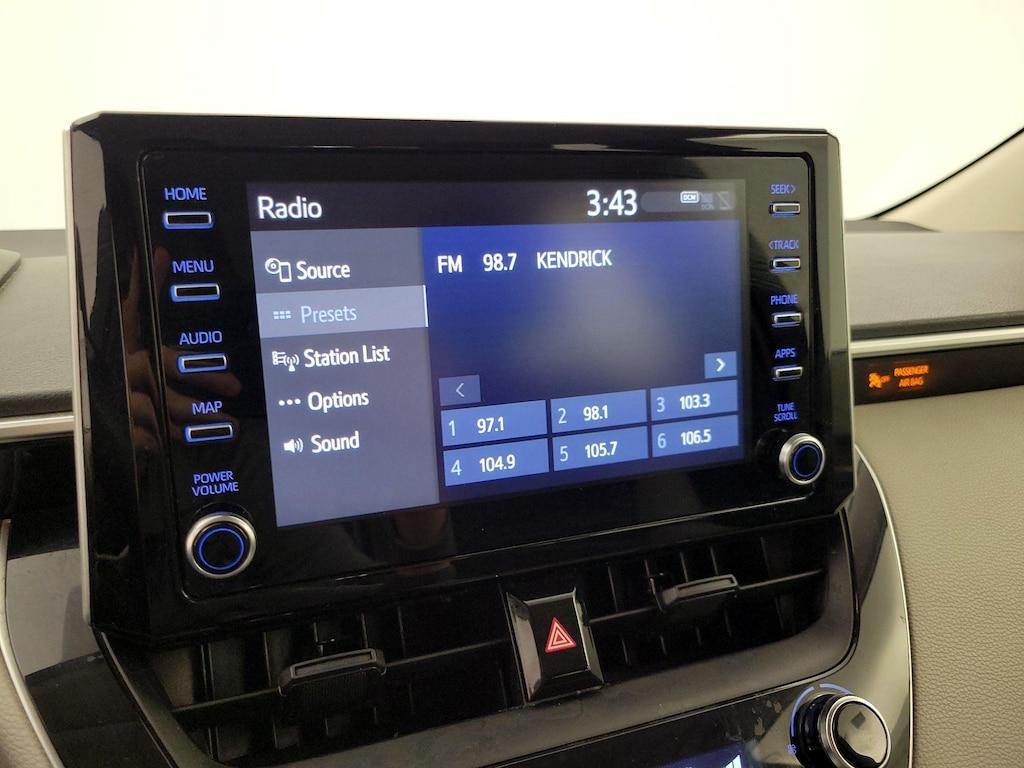 HOME
MENU
AUDIO
MAP
POWER
VOLUME
Radio
3:43
DCM
Source
Presets
Station List
Options
Sound
FM 98.7 KENDRICK
<
>
1 97.1
2 98.1
3 103.3
4 104.9
5 105.7
6 106.5
SEEK>
<TRACK
PHONE
APPS
TUNE
SCROLL
PASSENGER
AIR BAG